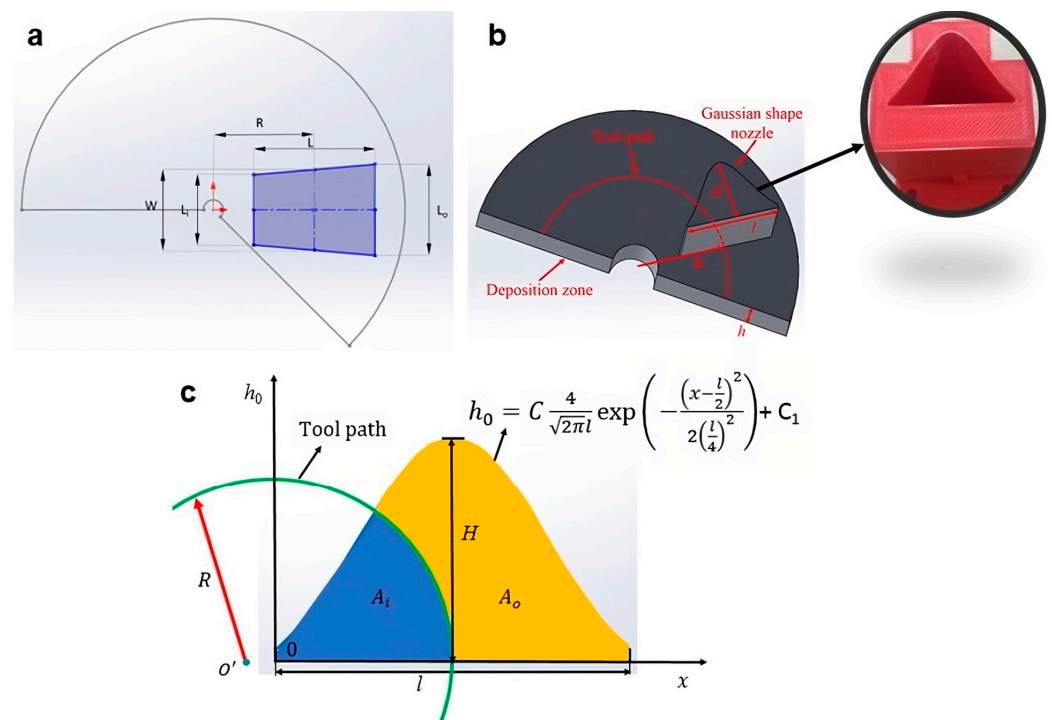 a
R
L
W
Li
Lo
b
Gaussian shape
nozzle
Tool path
H
l
R
Deposition zone
h
c
h₀
Tool path
h₀ = C 4/(√2π l) exp(−(x−l/2)²/(2(l/4)²)) + C₁
H
R
Aᵢ
Aₒ
0
O′
l
x